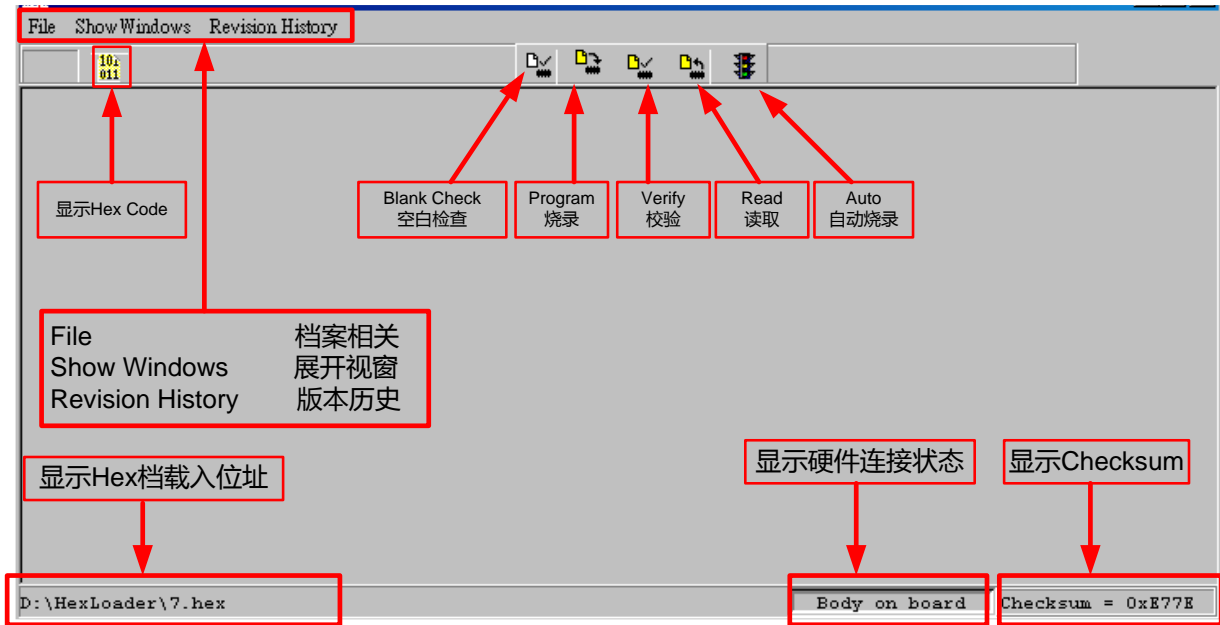 File Show Windows Revision History
101
011
显示Hex Code
Blank Check
空白检查
Program
烧录
Verify
校验
Read
读取
Auto
自动烧录
File 档案相关
Show Windows 展开视窗
Revision History 版本历史
显示Hex档载入位址
显示硬件连接状态
显示Checksum
D:\HexLoader\7.hex
Body on board
Checksum = 0xE77E